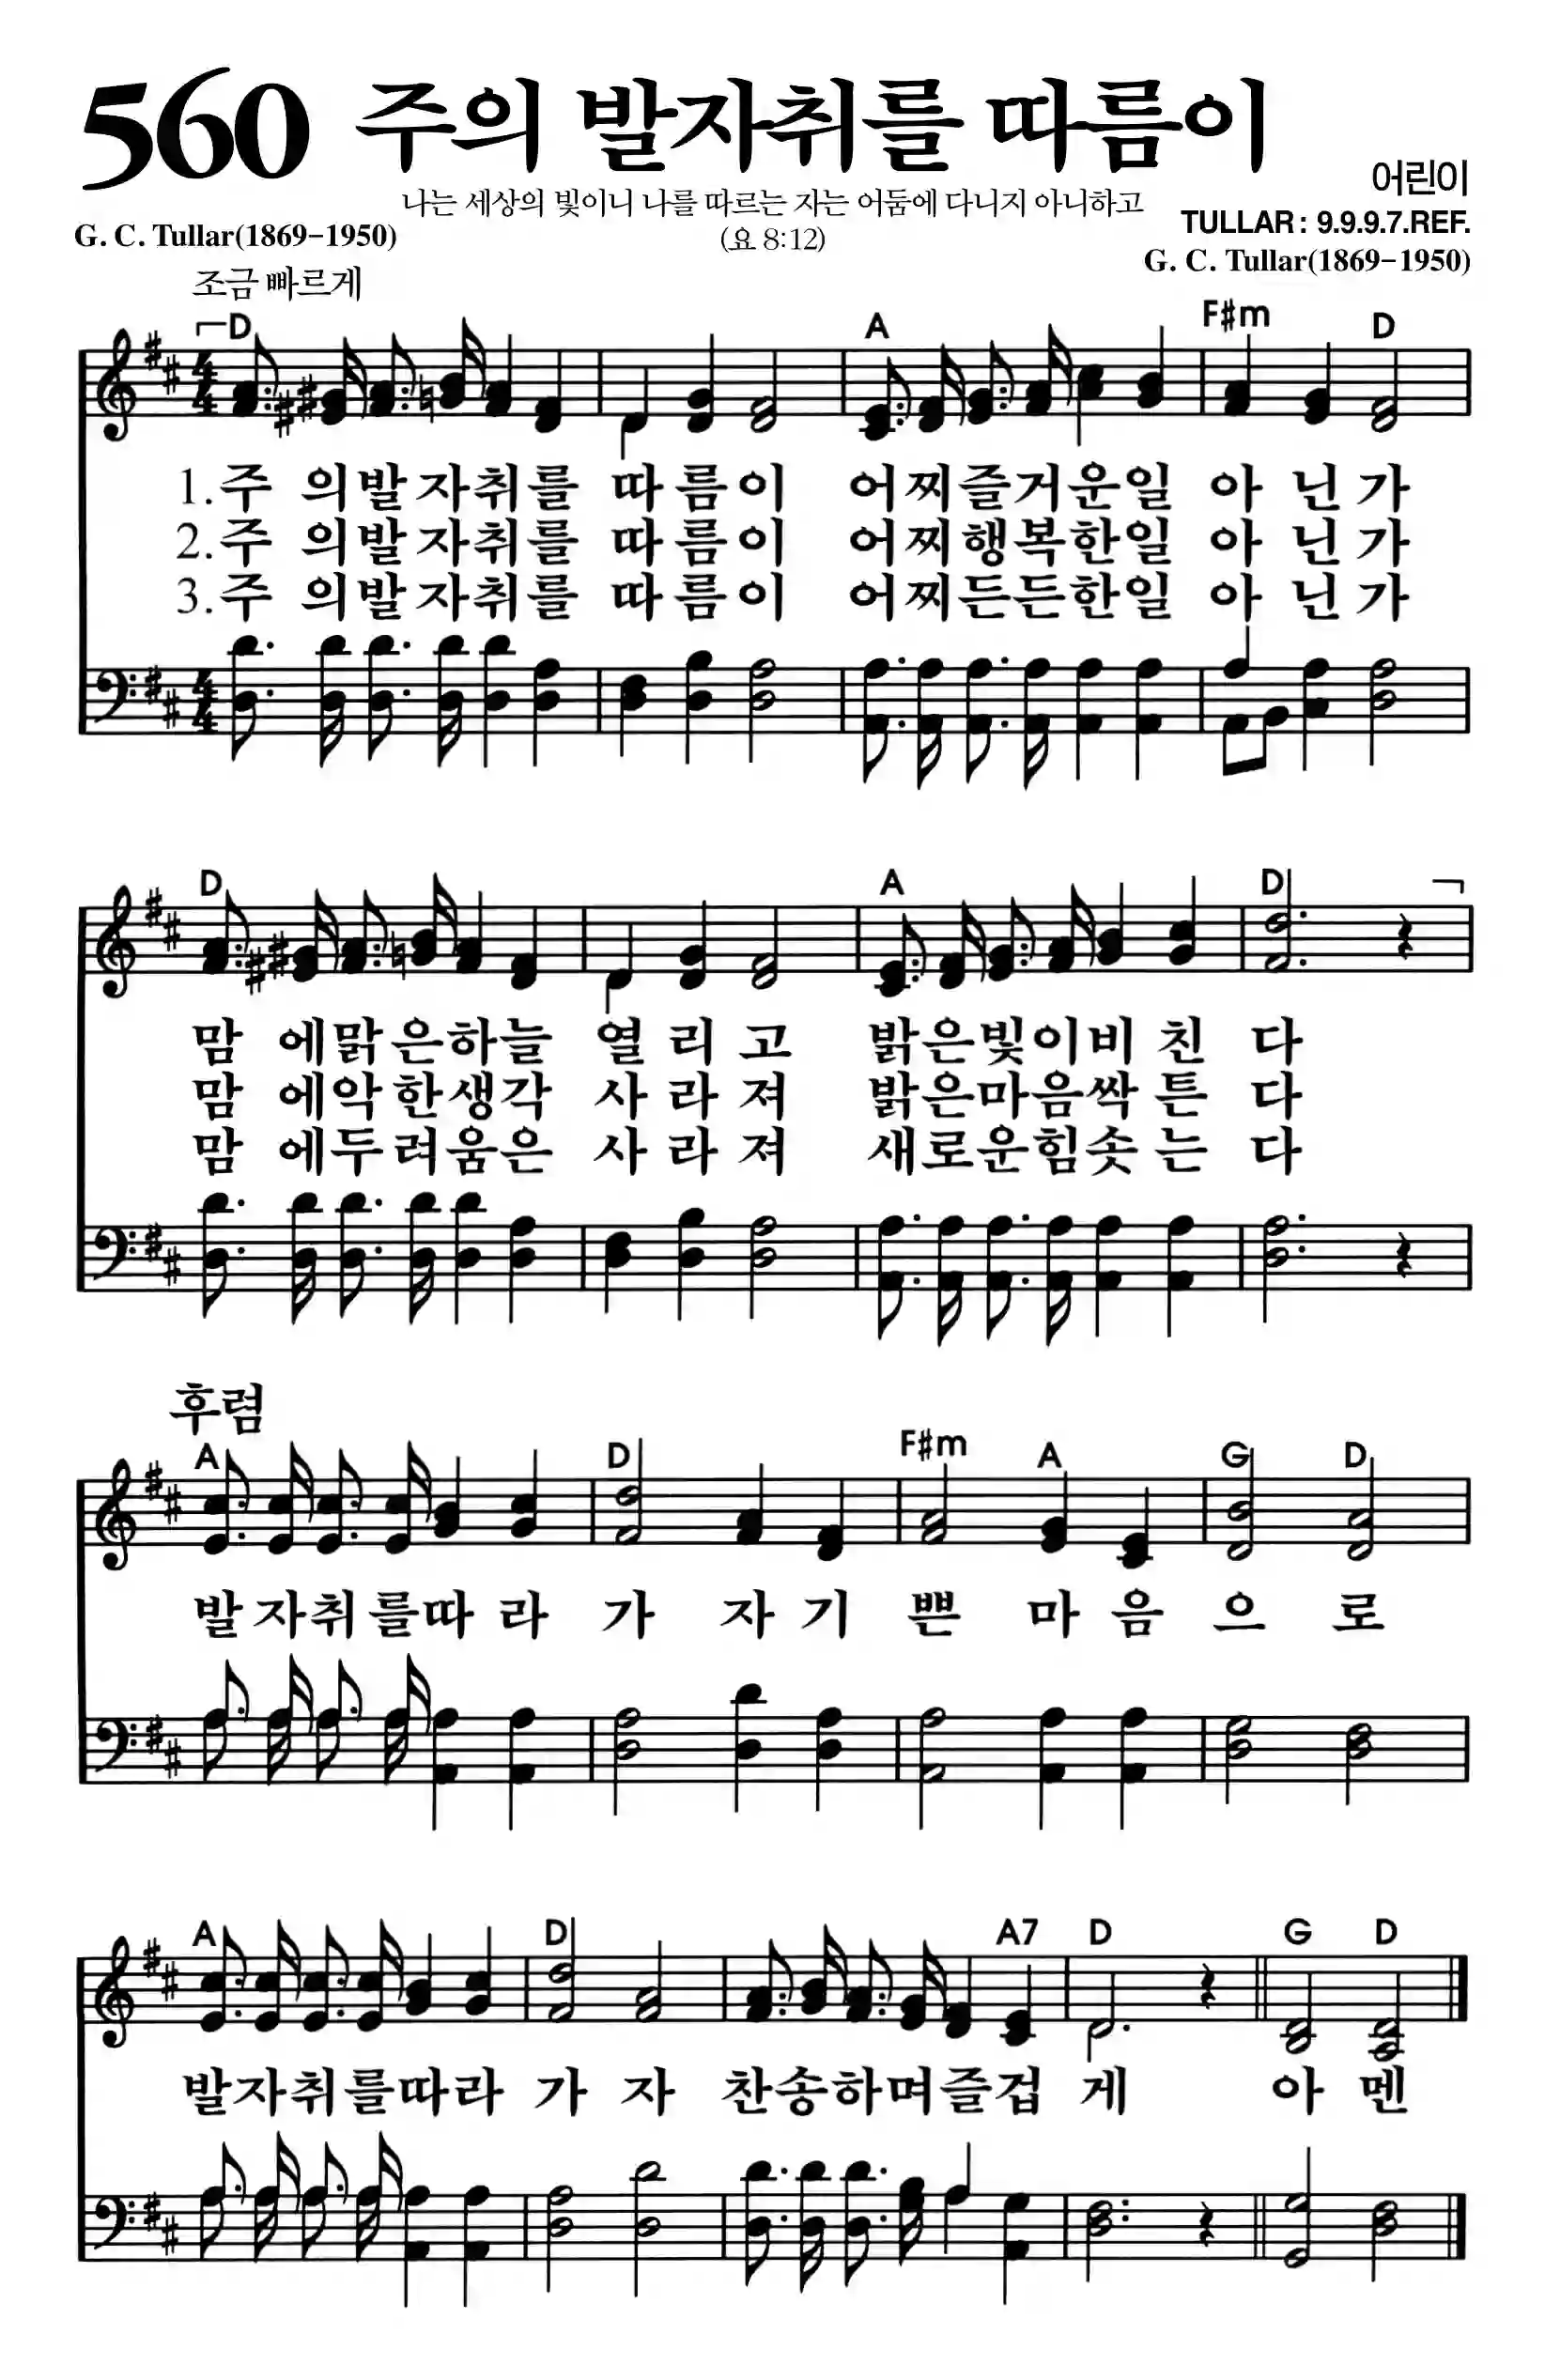 560 주의 발자취를 따름이
어린이
나는 세상의 빛이니 나를 따르는 자는 어둠에 다니지 아니하고
TULLAR : 9.9.9.7.REF.
G. C. Tullar(1869-1950)
(요 8:12)
G. C. Tullar(1869-1950)
조금 빠르게
D A F#m D
1.주 의발 자취를 따 름이 어찌즐거운일 아 닌 가
2.주 의발 자취를 따 름이 어찌행복한일 아 닌 가
3.주 의발 자취를 따 름이 어찌든든한일 아 닌 가
D A D
맘 에맑 은하늘 열 리 고 밝은빛이비 친 다
맘 에악 한생각 사 라 져 밝은마음싹 튼 다
맘 에두 려움은 사 라 져 새로운힘솟 는 다
후렴
A D F#m A G D
발 자취 를따 라 가 자 기 쁜 마 음 으 로
A D A7 D G D
발자취 를따라 가 자 찬송하며즐겁 게 아 멘